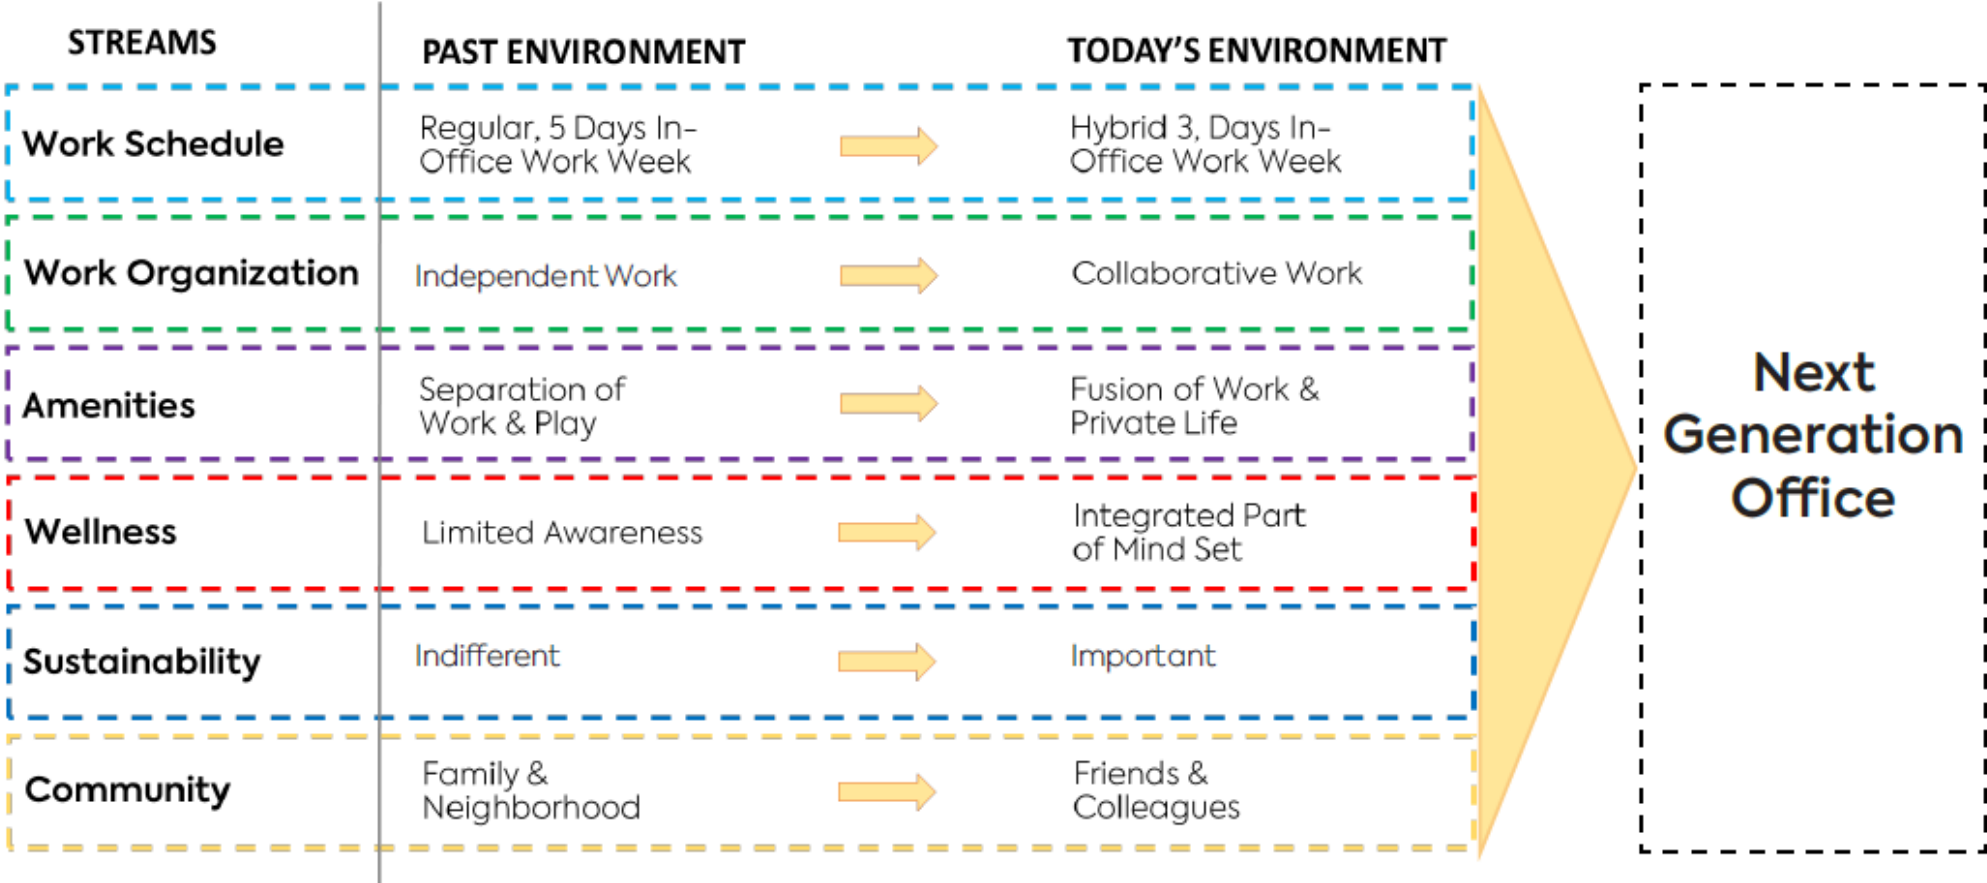 STREAMS
PAST ENVIRONMENT
TODAY'S ENVIRONMENT
Work Schedule
Regular, 5 Days In-
Office Work Week
Hybrid 3, Days In-
Office Work Week
Work Organization
Independent Work
Collaborative Work
Amenities
Separation of
Work & Play
Fusion of Work &
Private Life
Wellness
Limited Awareness
Integrated Part
of Mind Set
Sustainability
Indifferent
Important
Community
Family &
Neighborhood
Friends &
Colleagues
Next
Generation
Office